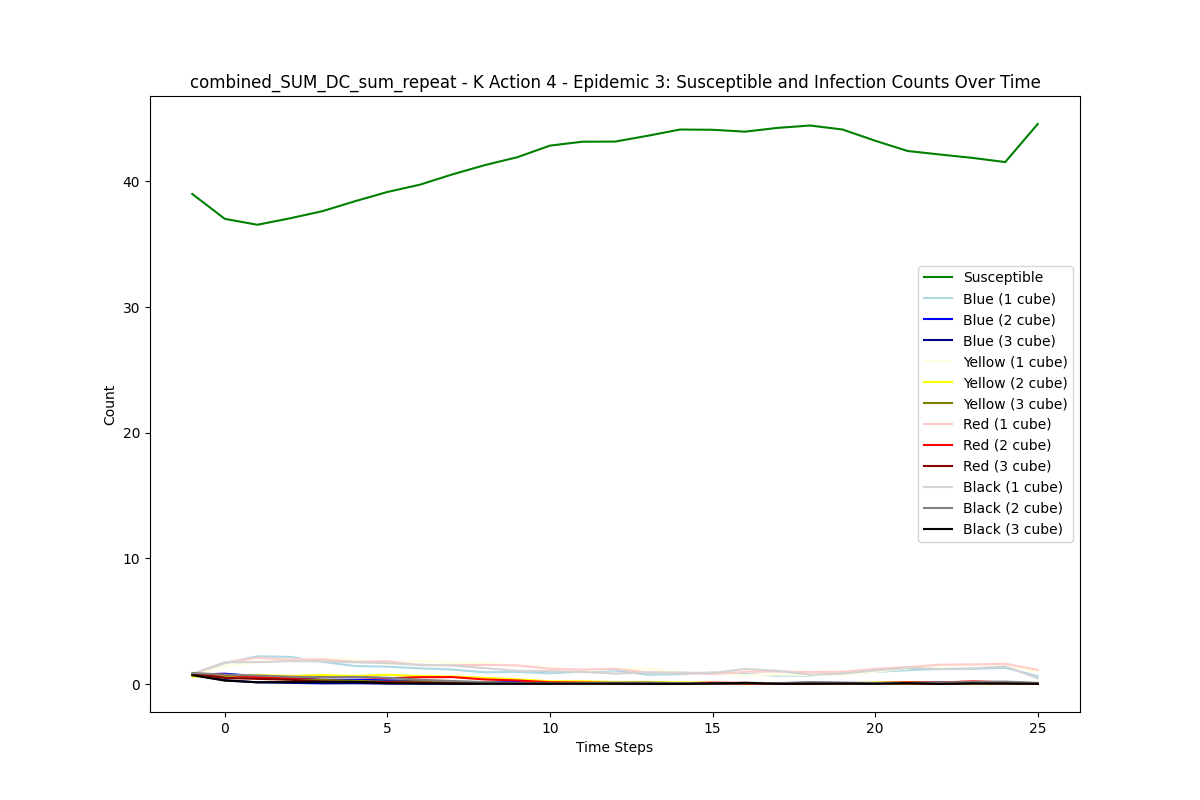 combined_SUM_DC_sum_repeat - K Action 4 - Epidemic 3: Susceptible and Infection Counts Over Time
Count
40
30
20
10
0
Susceptible
Blue (1 cube)
Blue (2 cube)
Blue (3 cube)
Yellow (1 cube)
Yellow (2 cube)
Yellow (3 cube)
Red (1 cube)
Red (2 cube)
Red (3 cube)
Black (1 cube)
Black (2 cube)
Black (3 cube)
0 5 10 15 20 25
Time Steps